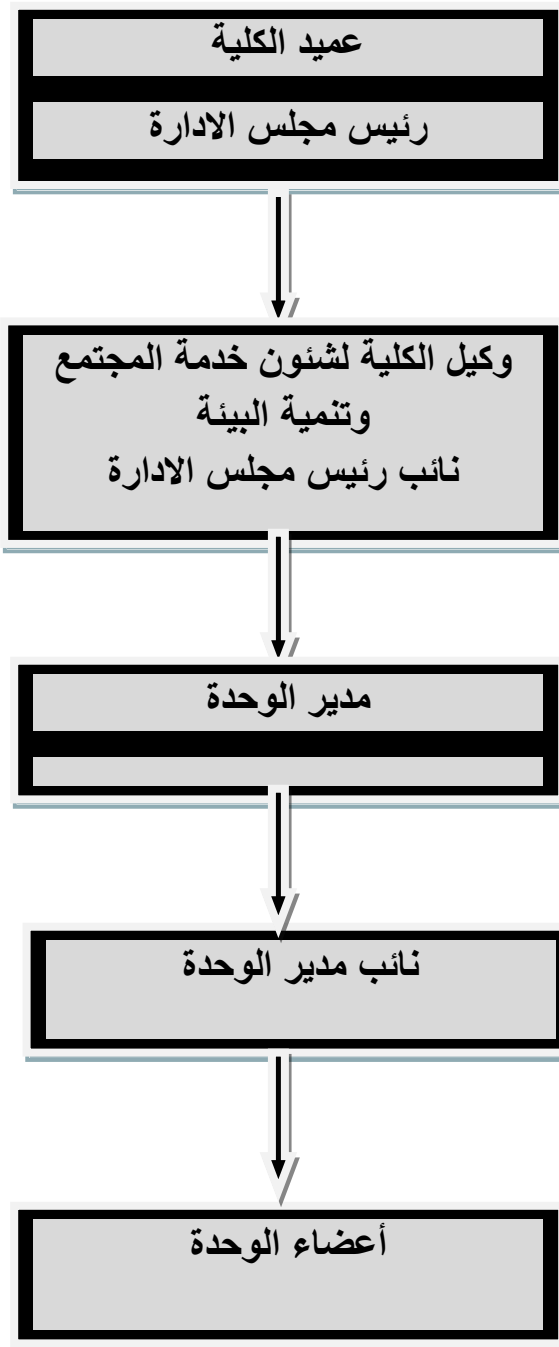 عميد الكلية
رئيس مجلس الادارة
وكيل الكلية لشئون خدمة المجتمع
وتنمية البيئة
نائب رئيس مجلس الادارة
مدير الوحدة
نائب مدير الوحدة
أعضاء الوحدة